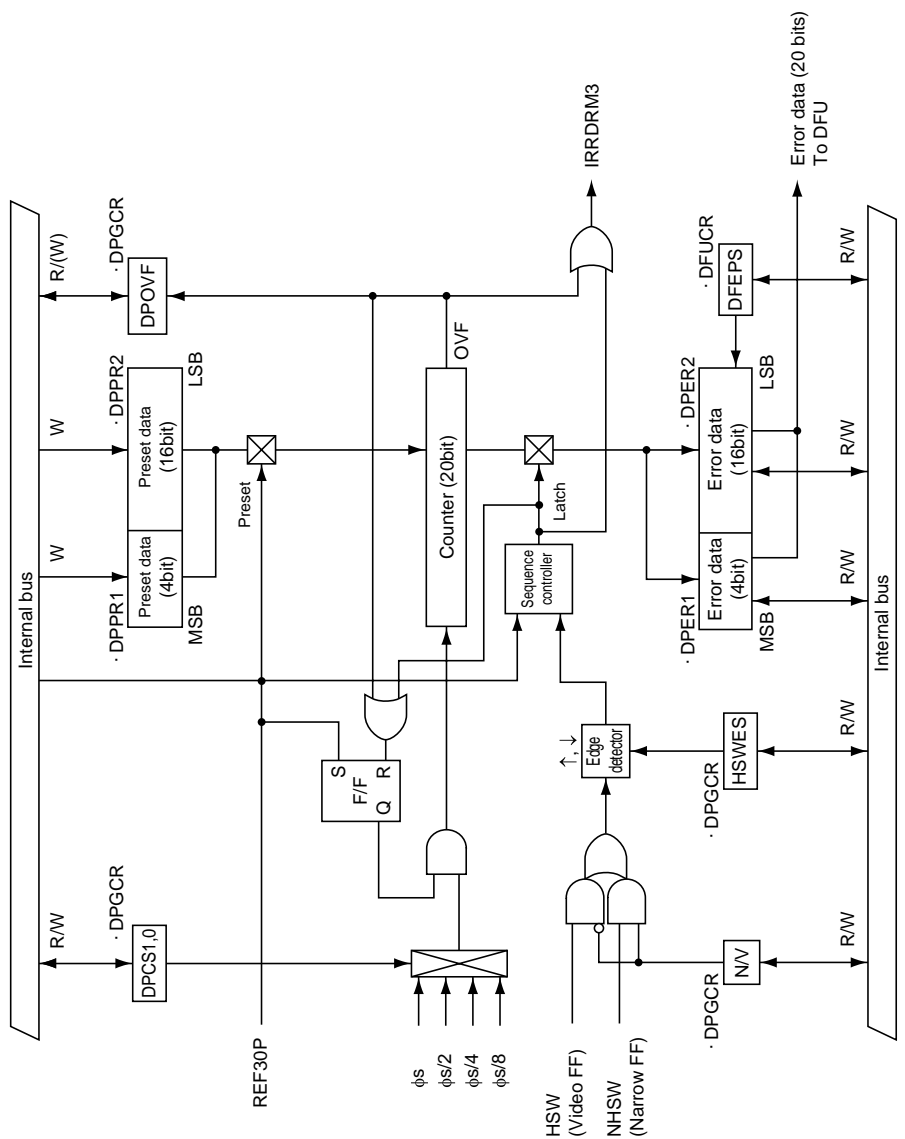 Internal bus
R/W
W
W
R/(W)
· DPGCR
DPCS1,0
· DPPR1
Preset data
(4bit)
MSB
· DPPR2
Preset data
(16bit)
LSB
· DPGCR
DPOVF
REF30P
Preset
S
F/F
Q
R
ϕs
ϕs/2
ϕs/4
ϕs/8
Counter (20bit)
OVF
IRRDRM3
Latch
Sequence
controller
HSW
(Video FF)
NHSW
(Narrow FF)
↑, ↓
Edge
detector
· DPGCR
N/V
· DPGCR
HSWES
· DPER1
Error data
(4bit)
MSB
· DPER2
Error data
(16bit)
LSB
· DFUCR
DFEPS
Error data (20 bits)
To DFU
R/W
R/W
R/W
R/W
R/W
Internal bus